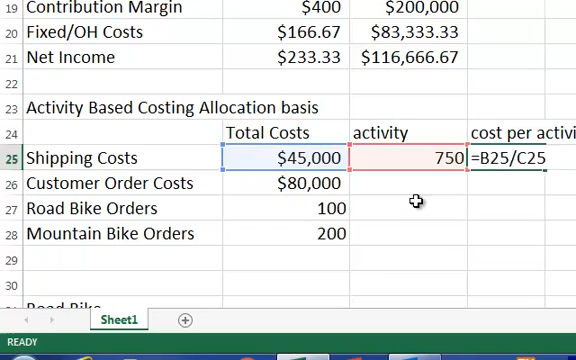 19 Contribution Margin $400 $200,000
20 Fixed/OH Costs $166.67 $83,333.33
21 Net Income $233.33 $116,666.67
22
23 Activity Based Costing Allocation basis
24 Total Costs activity cost per activi
25 Shipping Costs $45,000 750 =B25/C25
26 Customer Order Costs $80,000
27 Road Bike Orders 100
28 Mountain Bike Orders 200
29
30
Road Bike
Sheet1
READY